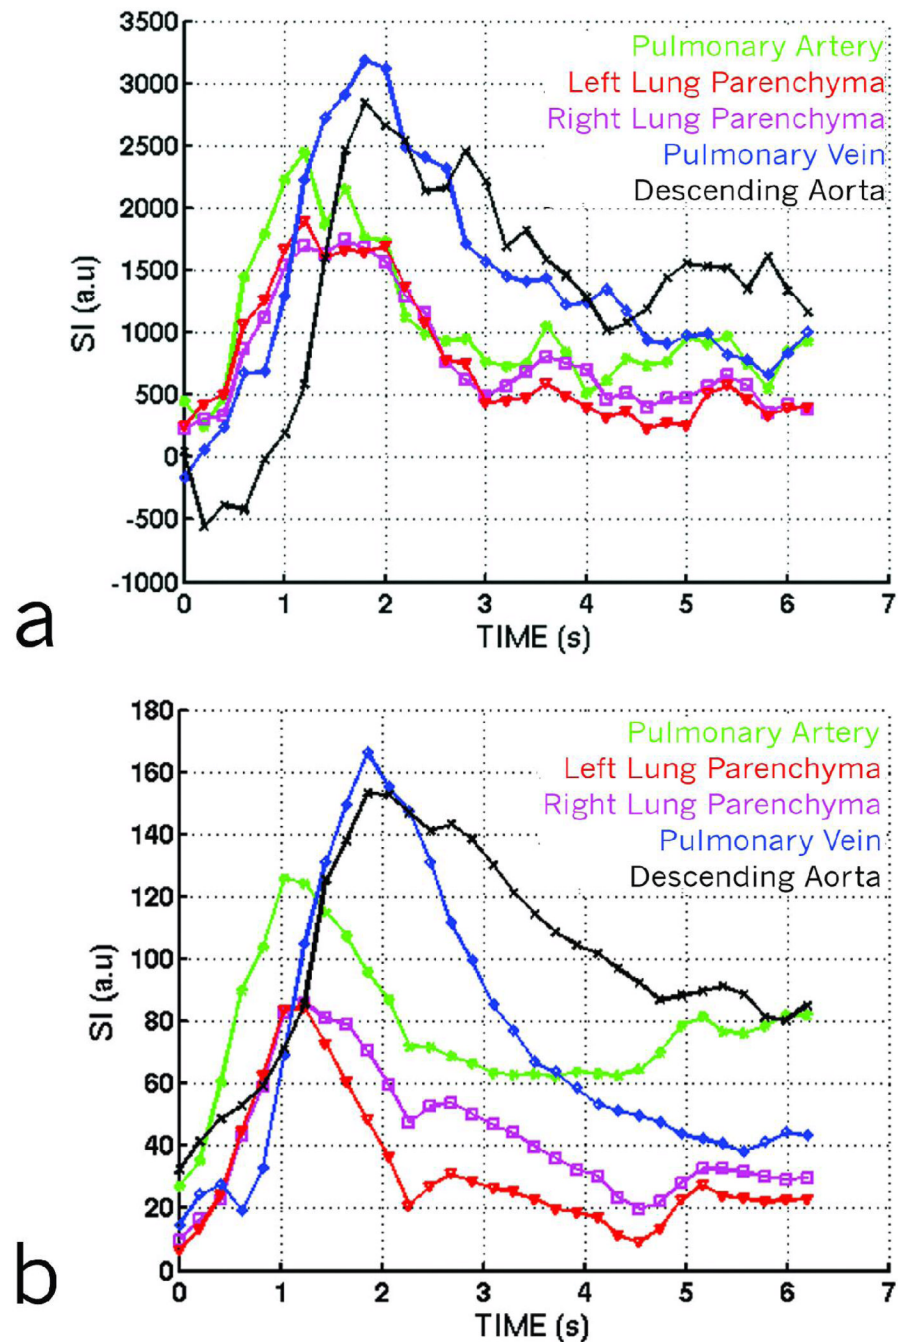 a
3500
3000
2500
2000
1500
1000
500
0
-500
-1000
SI (a.u)
Pulmonary Artery
Left Lung Parenchyma
Right Lung Parenchyma
Pulmonary Vein
Descending Aorta
0 1 2 3 4 5 6 7
TIME (s)
b
180
160
140
120
100
80
60
40
20
0
SI (a.u)
Pulmonary Artery
Left Lung Parenchyma
Right Lung Parenchyma
Pulmonary Vein
Descending Aorta
0 1 2 3 4 5 6 7
TIME (s)